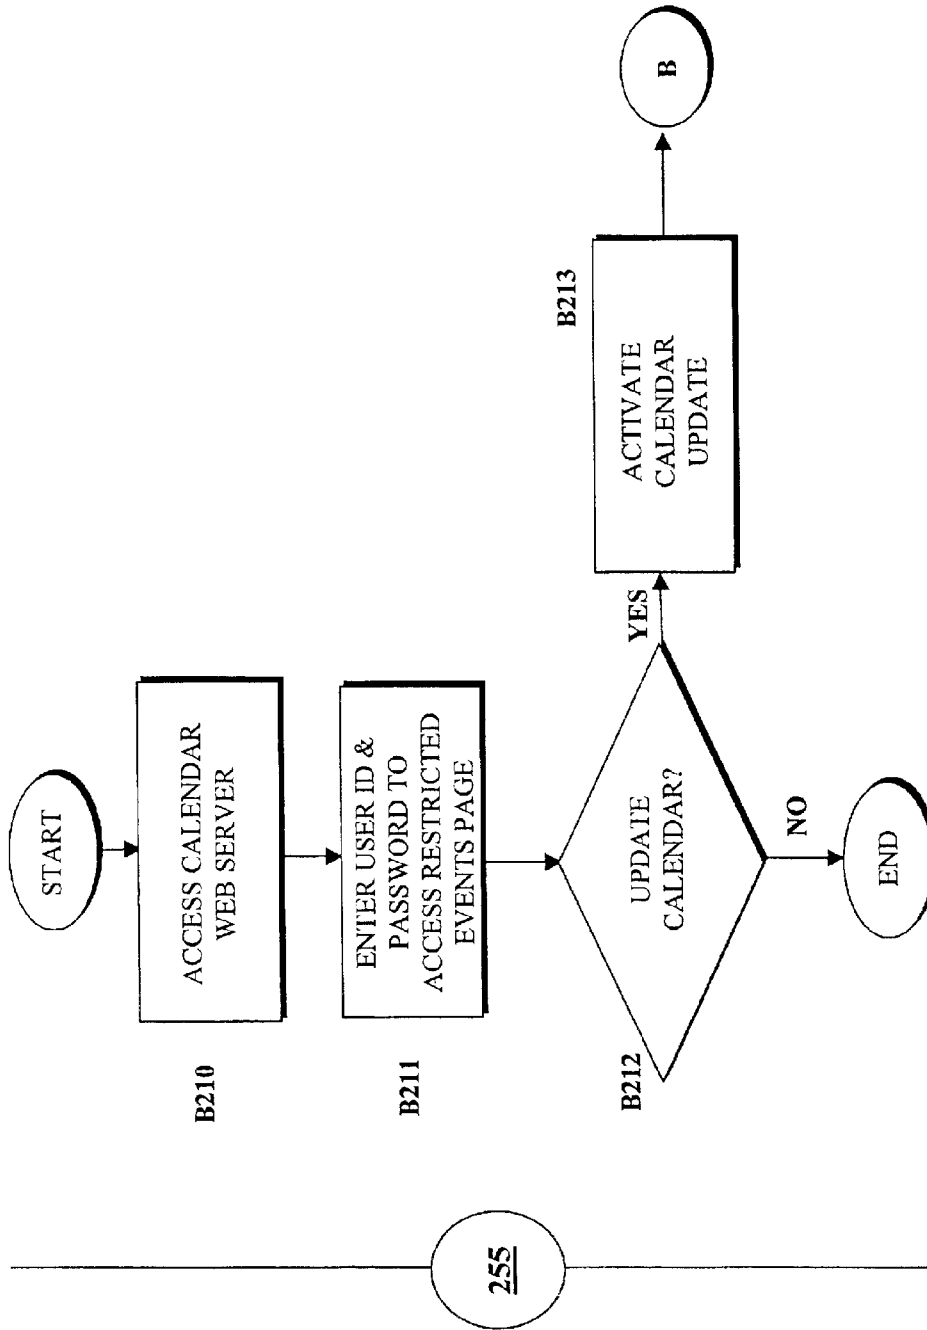 255
START
B210
ACCESS CALENDAR
WEB SERVER
B211
ENTER USER ID &
PASSWORD TO
ACCESS RESTRICTED
EVENTS PAGE
B212
UPDATE
CALENDAR?
YES
NO
END
B213
ACTIVATE
CALENDAR
UPDATE
B